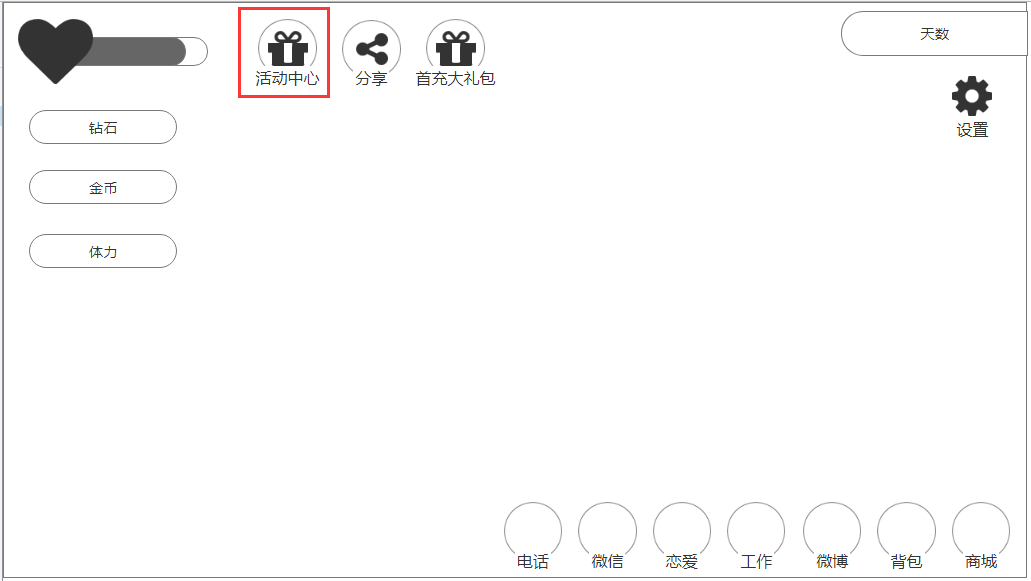 天数
活动中心
分享
首充大礼包
钻石
设置
金币
体力
电话
微信
恋爱
工作
微博
背包
商城